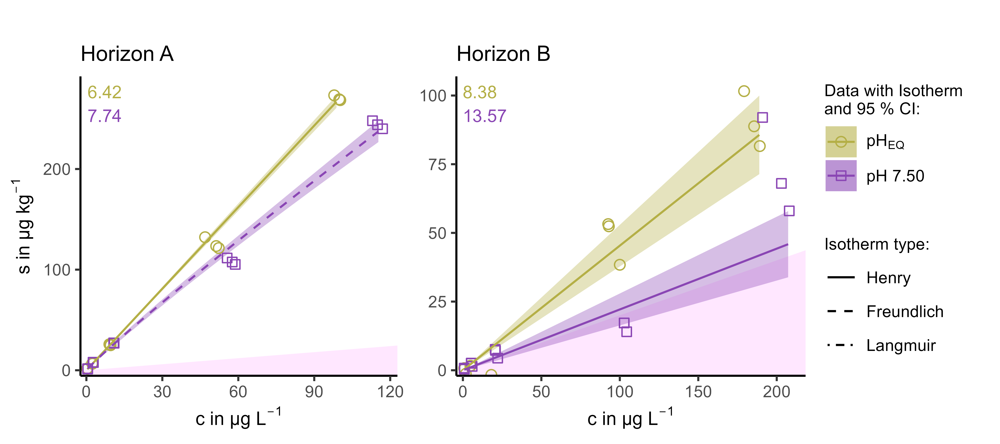 Horizon A
6.42
7.74
200
100
0
0 30 60 90 120
c in µg L⁻¹
s in µg kg⁻¹
Horizon B
8.38
13.57
100
75
50
25
0
0 50 100 150 200
c in µg L⁻¹
Data with Isotherm
and 95 % CI:
pH_EQ
pH 7.50
Isotherm type:
Henry
Freundlich
Langmuir